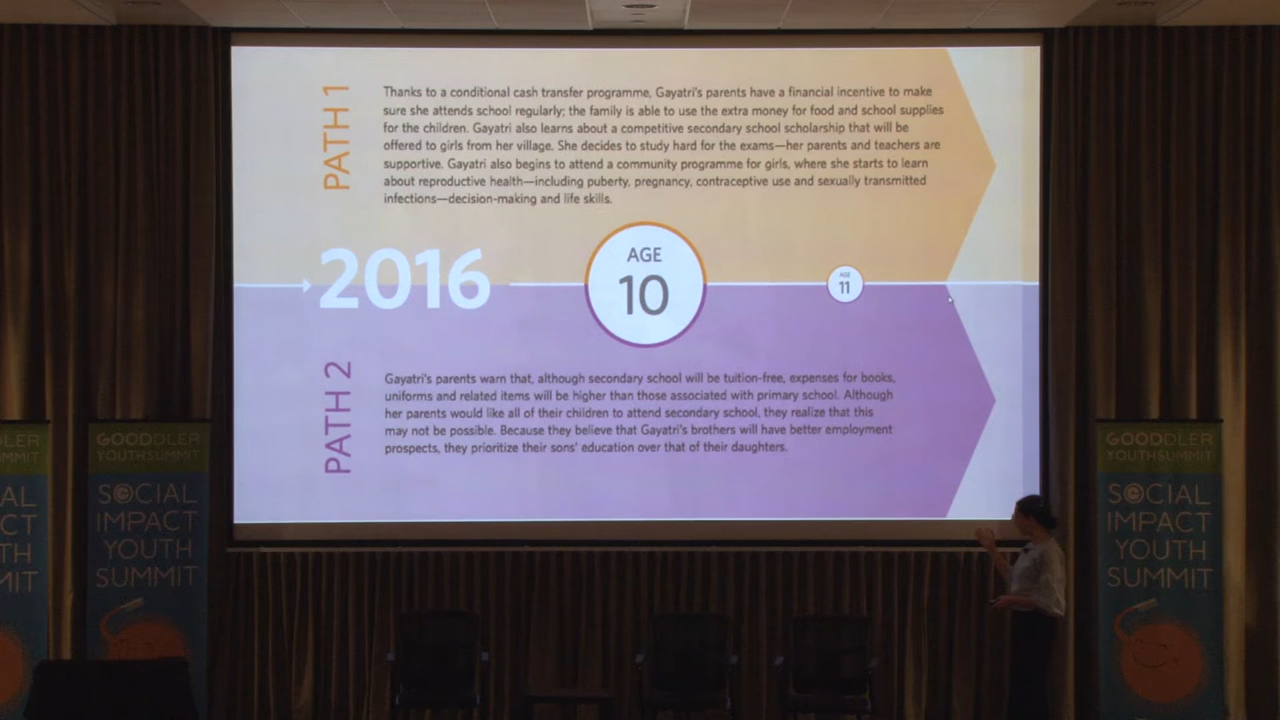 PATH 1
Thanks to a conditional cash transfer programme, Gayatri's parents have a financial incentive to make
sure she attends school regularly; the family is able to use the extra money for food and school supplies
for the children. Gayatri also learns about a competitive secondary school scholarship that will be
offered to girls from her village. She decides to study hard for the exams—her parents and teachers are
supportive. Gayatri also begins to attend a community programme for girls, where she starts to learn
about reproductive health—including puberty, pregnancy, contraceptive use and sexually transmitted
infections—decision-making and life skills.
2016
AGE
10
AGE
11
PATH 2
Gayatri's parents warn that, although secondary school will be tuition-free, expenses for books,
uniforms and related items will be higher than those associated with primary school. Although
her parents would like all of their children to attend secondary school, they realize that this
may not be possible. Because they believe that Gayatri's brothers will have better employment
prospects, they prioritize their sons' education over that of their daughters.
DLER
MMIT
AL
CT
TH
MIT
GOODDLER
YOUTHSUMMIT
SOCIAL
IMPACT
YOUTH
SUMMIT
GOODDLER
YOUTHSUMMIT
SOCIAL
IMPACT
YOUTH
SUMMIT